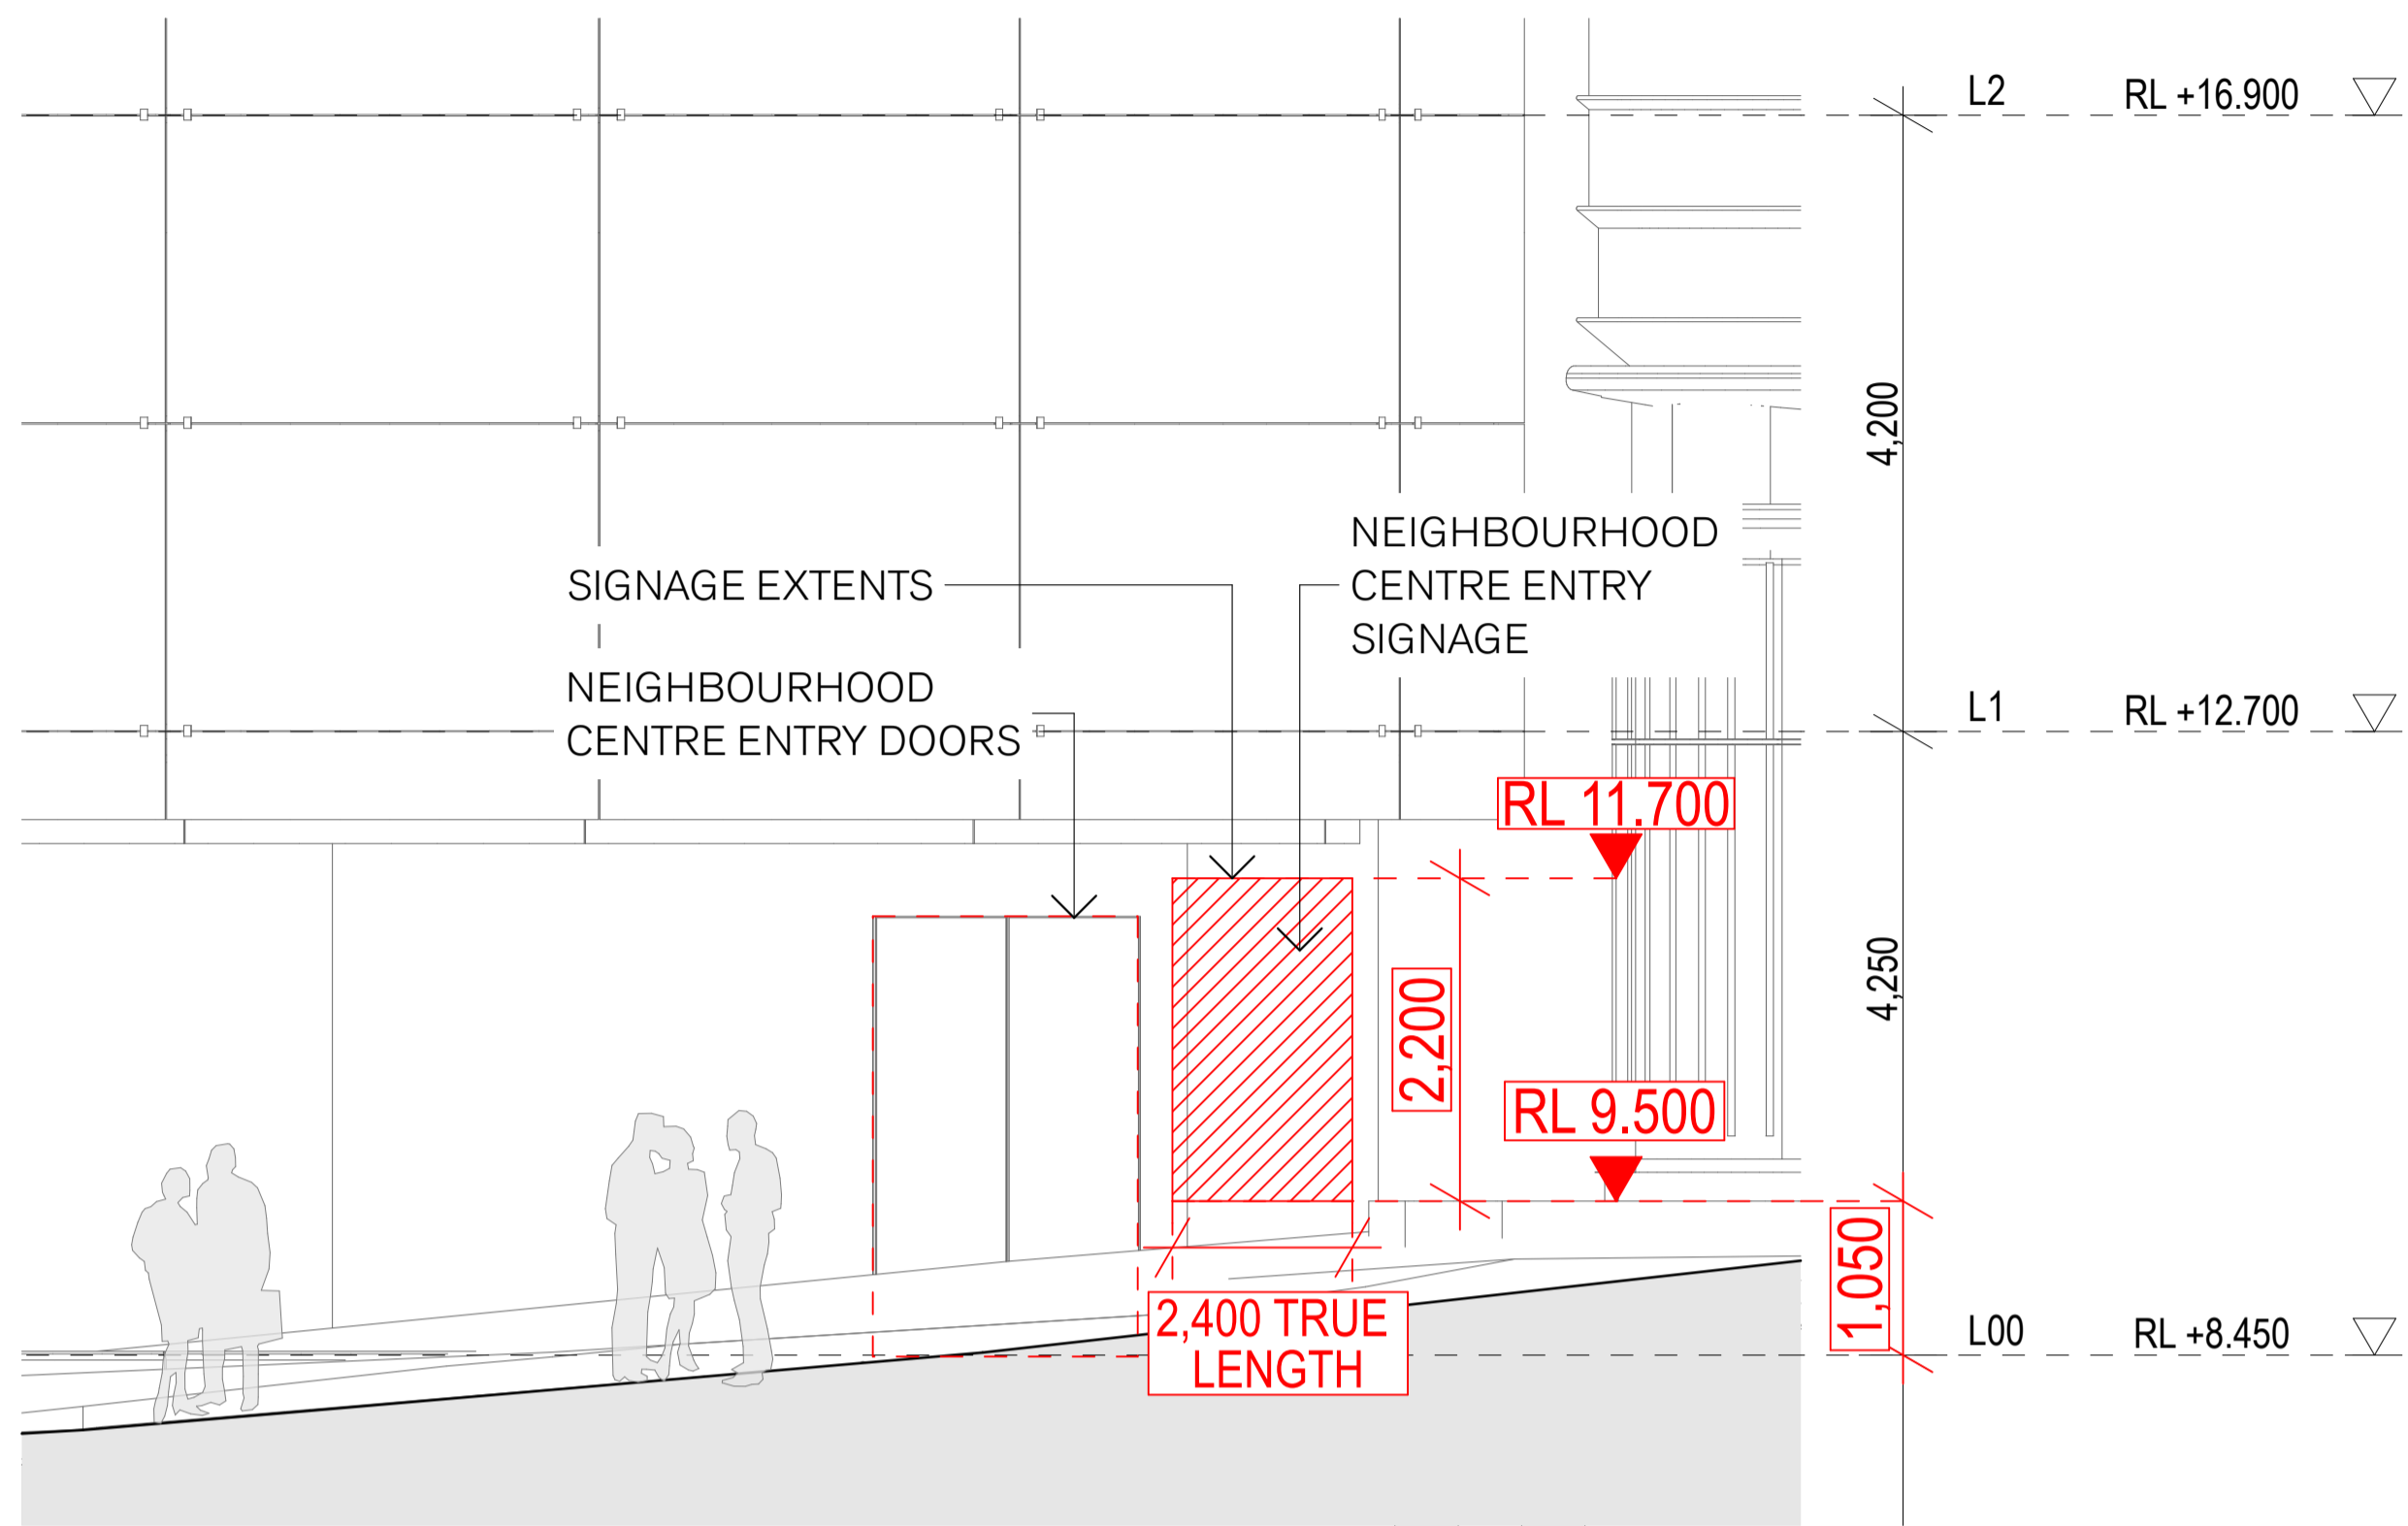 L2
RL +16.900
4,200
NEIGHBOURHOOD
CENTRE ENTRY
SIGNAGE
SIGNAGE EXTENTS
NEIGHBOURHOOD
CENTRE ENTRY DOORS
L1
RL +12.700
RL 11.700
4,250
2,200
RL 9.500
1,050
2,400 TRUE
LENGTH
L00
RL +8.450